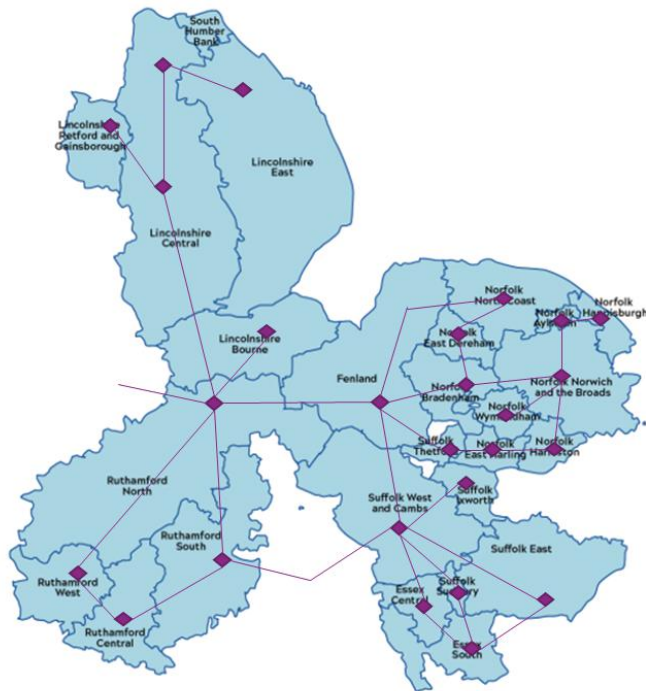 South
Humber
Bank
Lincolnshire
Retford and
Gainsborough
Lincolnshire
East
Lincolnshire
Central
Lincolnshire
Bourne
Fenland
Norfolk
North Coast
Norfolk
Happisburgh
Norfolk
Aylsham
Norfolk
East Dereham
Norfolk
Bradenham
Norfolk Norwich
and the Broads
Norfolk
Wymondham
Suffolk
Thetford
Norfolk
East Harling
Norfolk
Harleston
Ruthamford
North
Ruthamford
South
Suffolk West
and Cambs
Suffolk
Ixworth
Suffolk East
Ruthamford
West
Ruthamford
Central
Essex
Central
Suffolk
Sudbury
Essex
South